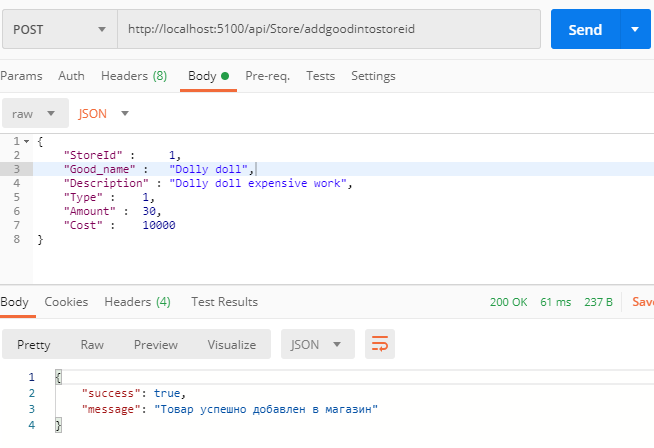 POST http://localhost:5100/api/Store/addgoodintostoreid Send
Params Auth Headers (8) Body Pre-req. Tests Settings
raw JSON
1 {
2 "StoreId" : 1,
3 "Good_name" : "Dolly doll",
4 "Description" : "Dolly doll expensive work",
5 "Type" : 1,
6 "Amount" : 30,
7 "Cost" : 10000
8 }
Body Cookies Headers (4) Test Results 200 OK 61 ms 237 B Save
Pretty Raw Preview Visualize JSON
1 {
2 "success": true,
3 "message": "Товар успешно добавлен в магазин"
4 }